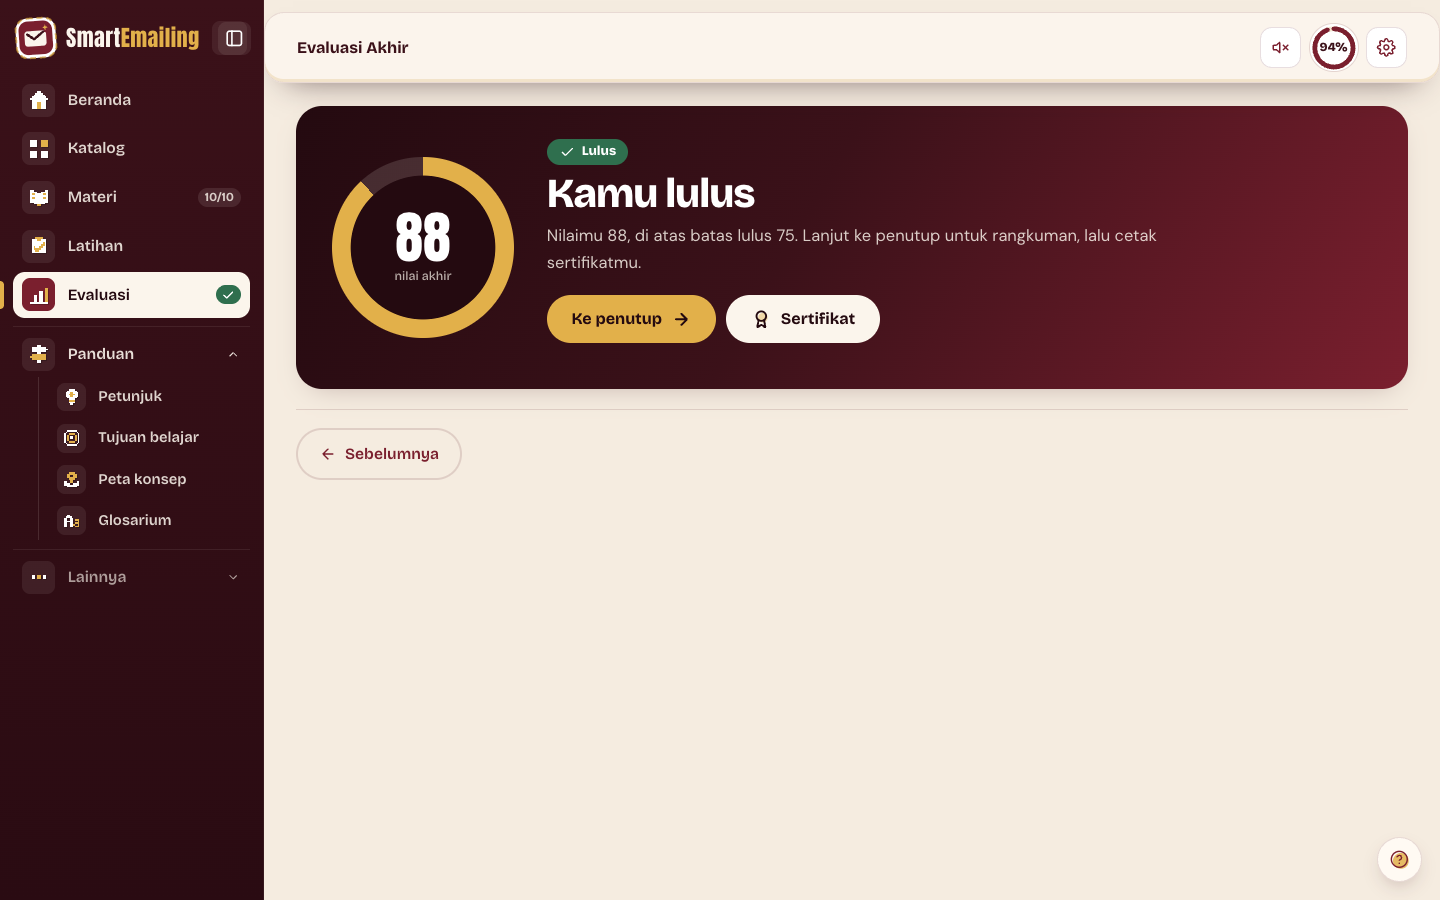 SmartEmailing
Beranda
Katalog
Materi 10/10
Latihan
Evaluasi
Panduan
Petunjuk
Tujuan belajar
Peta konsep
Glosarium
Lainnya
Evaluasi Akhir
94%
88
nilai akhir
Lulus
Kamu lulus
Nilaimu 88, di atas batas lulus 75. Lanjut ke penutup untuk rangkuman, lalu cetak
sertifikatmu.
Ke penutup
Sertifikat
Sebelumnya
?